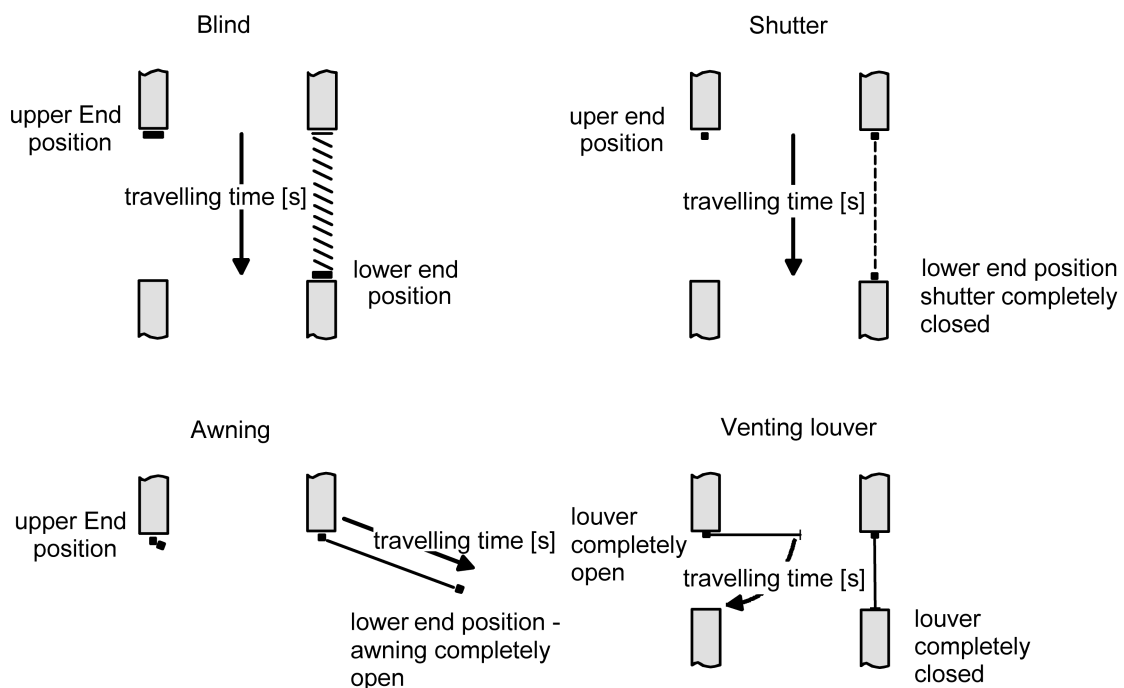 Blind
upper End
position
travelling time [s]
lower end
position
Shutter
uper end
position
travelling time [s]
lower end position
shutter completely
closed
Awning
upper End
position
travelling time [s]
lower end position -
awning completely
open
Venting louver
louver
completely
open
travelling time [s]
louver
completely
closed